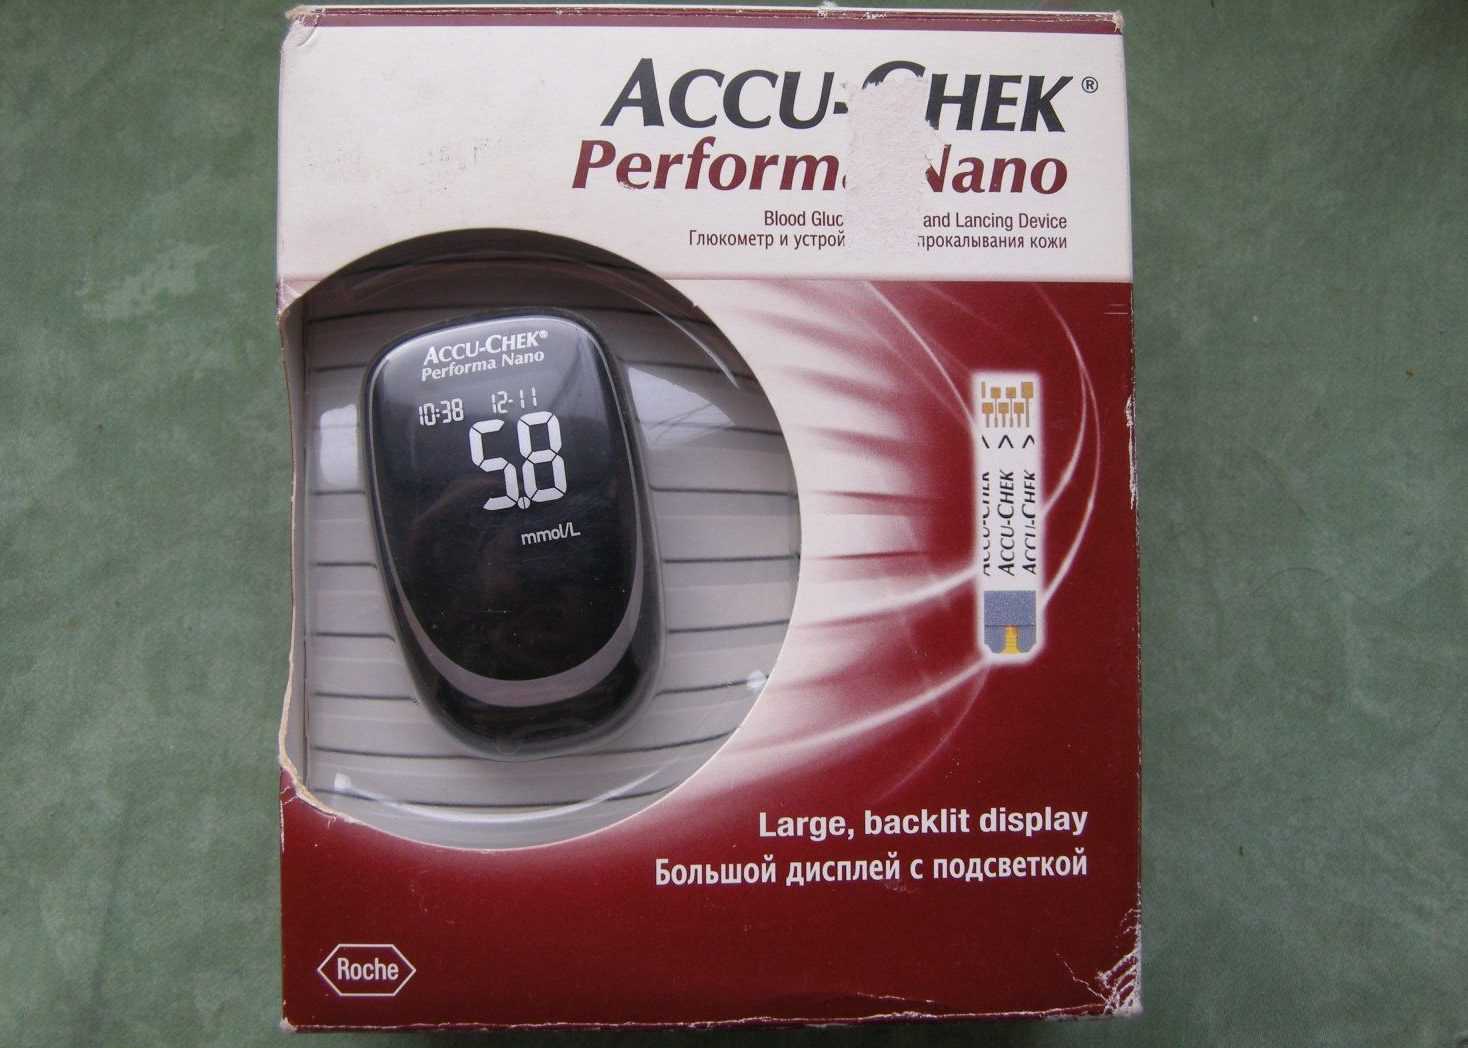 ACCU-CHEK®
Performa Nano
Blood and Lancing Device
Глюкометр и прокалывания кожи
ACCU-CHEK®
Performa Nano
10:38 12-11
5.8
mmol/L
ACCU-CHEK
ACCU-CHEK
ACCU-CHEK
Large, backlit display
Большой дисплей с подсветкой
Roche